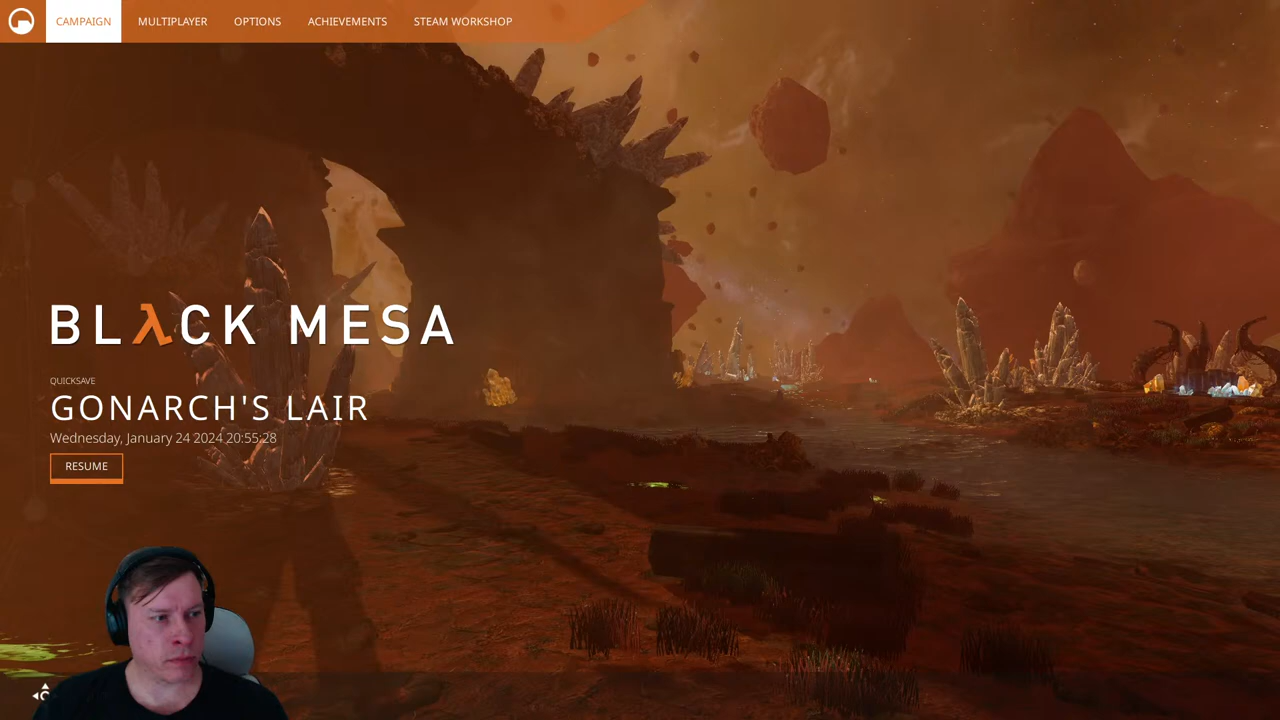 CAMPAIGN
MULTIPLAYER
OPTIONS
ACHIEVEMENTS
STEAM WORKSHOP
BLλCK MESA
QUICKSAVE
GONARCH'S LAIR
Wednesday, January 24 2024 20:55:28
RESUME